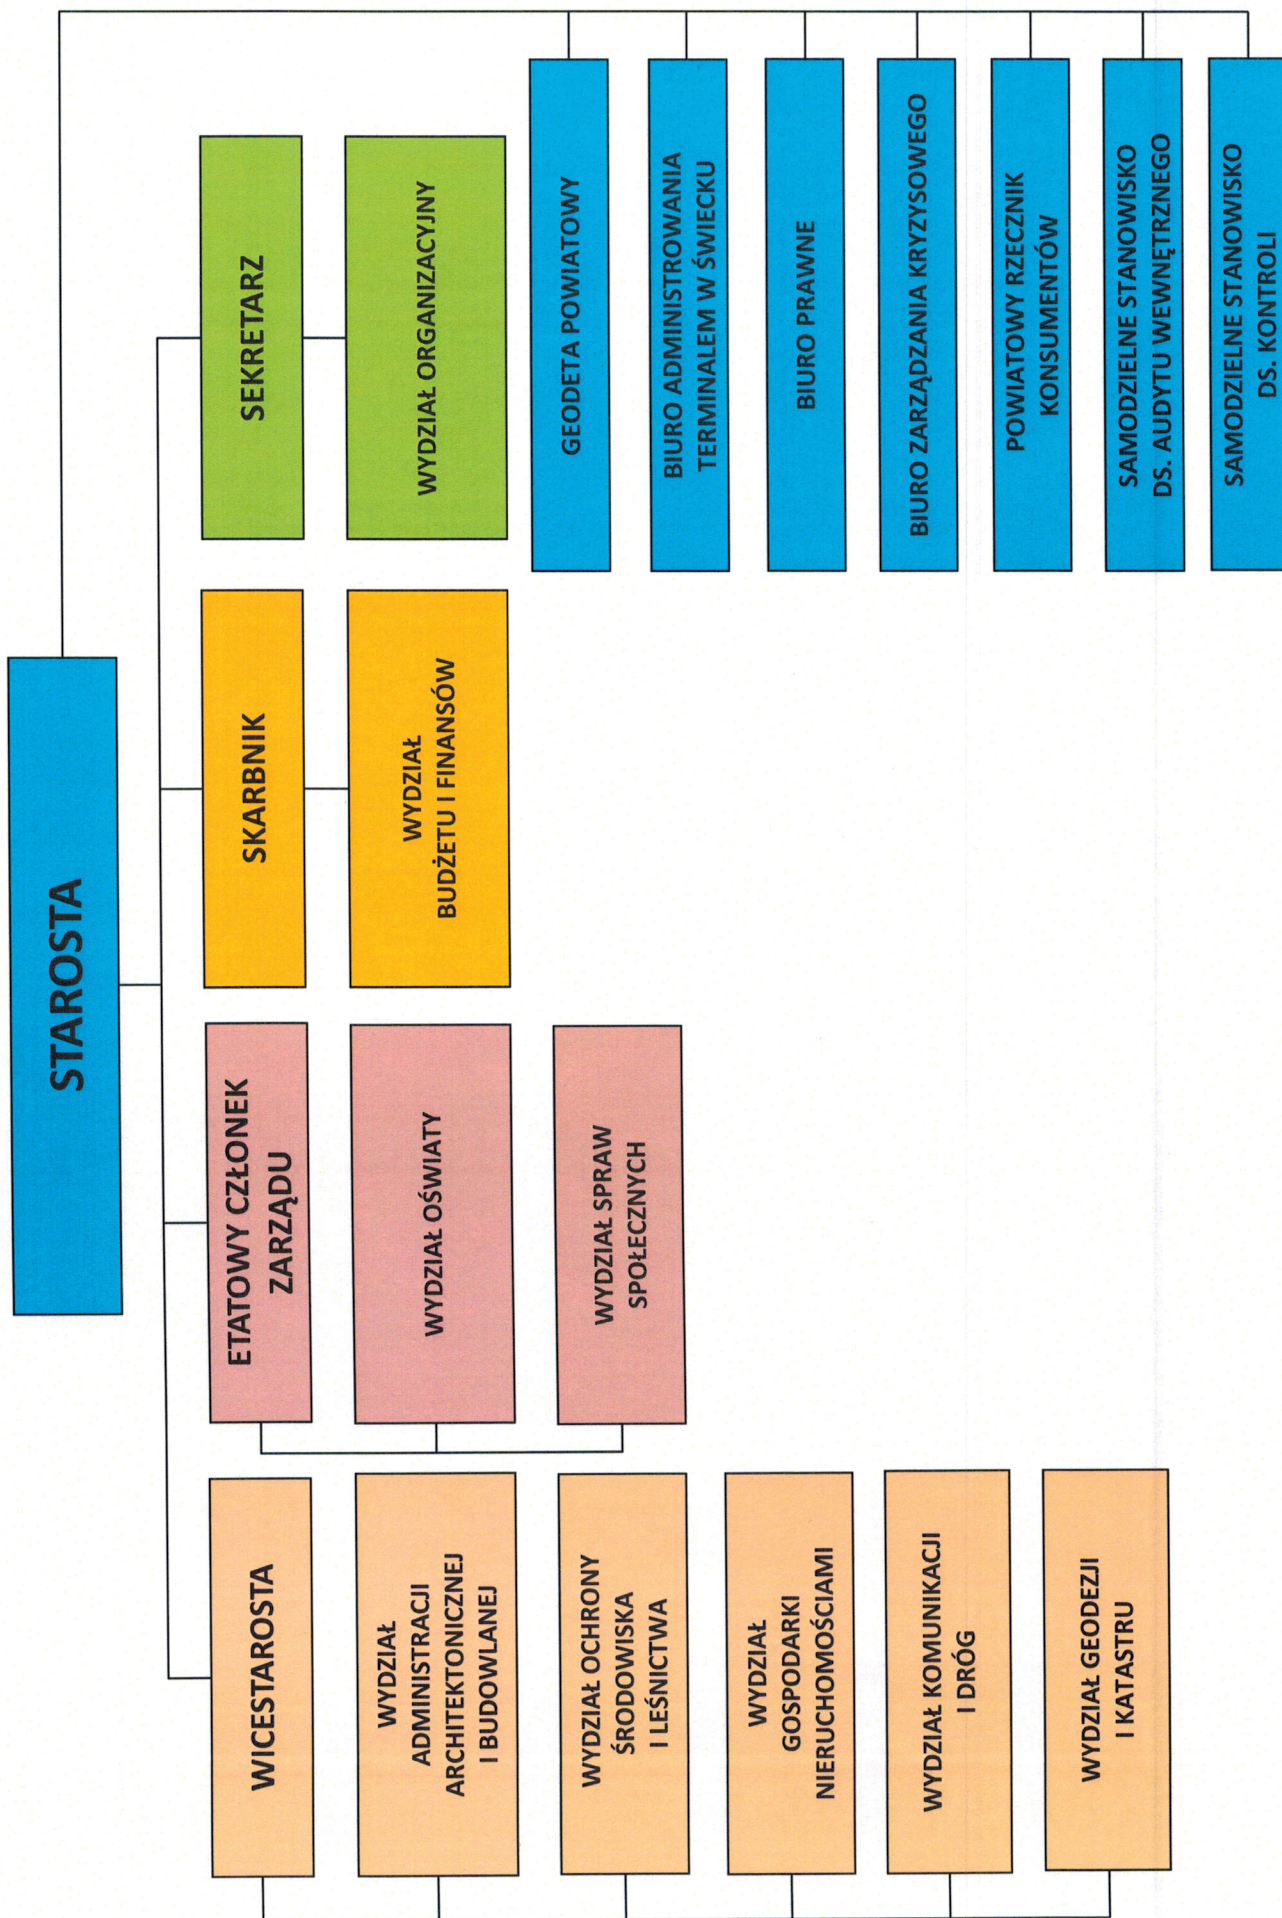 STAROSTA
WICESTAROSTA
WYDZIAŁ
ADMINISTRACJI
ARCHITEKTONICZNEJ
I BUDOWLANEJ
WYDZIAŁ OCHRONY
ŚRODOWISKA
I LEŚNICTWA
WYDZIAŁ
GOSPODARKI
NIERUCHOMOŚCIAMI
WYDZIAŁ KOMUNIKACJI
I DRÓG
WYDZIAŁ GEODEZJI
I KATASTRU
ETATOWY CZŁONEK
ZARZĄDU
WYDZIAŁ OŚWIATY
WYDZIAŁ SPRAW
SPOŁECZNYCH
SKARBNIK
WYDZIAŁ
BUDŻETU I FINANSÓW
SEKRETARZ
WYDZIAŁ ORGANIZACYJNY
GEODETA POWIATOWY
BIURO ADMINISTROWANIA
TERMINALEM W ŚWIECKU
BIURO PRAWNE
BIURO ZARZĄDZANIA KRYZYSOWEGO
POWIATOWY RZECZNIK
KONSUMENTÓW
SAMODZIELNE STANOWISKO
DS. AUDYTU WEWNĘTRZNEGO
SAMODZIELNE STANOWISKO
DS. KONTROLI